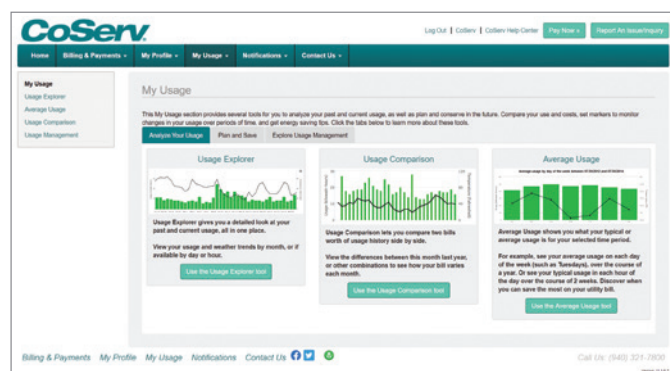 CoServ
Log Out | CoServ | CoServ Help Center Pay Now » Report An Issue/Inquiry
Home Billing & Payments My Profile My Usage Notifications Contact Us
My Usage
Usage Explorer
Average Usage
Usage Comparison
Usage Management
My Usage
This My Usage section provides several tools for you to analyze your past and current usage, as well as plan and conserve in the future. Compare your use and costs, set markers to monitor
changes in your usage over periods of time, and get energy saving tips. Click the tabs below to learn more about these tools.
Analyze Your Usage Plan and Save Explore Usage Management
Usage Explorer
Usage Explorer gives you a detailed look at your
past and current usage, all in one place.
View your usage and weather trends by month, or if
available by day or hour.
Use the Usage Explorer tool
Usage Comparison
Usage Comparison lets you compare two bills
worth of usage history side by side.
View the differences between this month last year,
or other combinations to see how your bill varies
each month.
Use the Usage Comparison tool
Average Usage
Average Usage shows you what your typical or
average usage is for your selected time period.
For example, see your average usage on each day
of the week (such as Tuesdays), over the course of
a year. Or see your typical usage in each hour of
the day over the course of 2 weeks. Discover when
you can save the most on your utility bill.
Use the Average Usage tool
Billing & Payments My Profile My Usage Notifications Contact Us
Call Us: (940) 321-7800